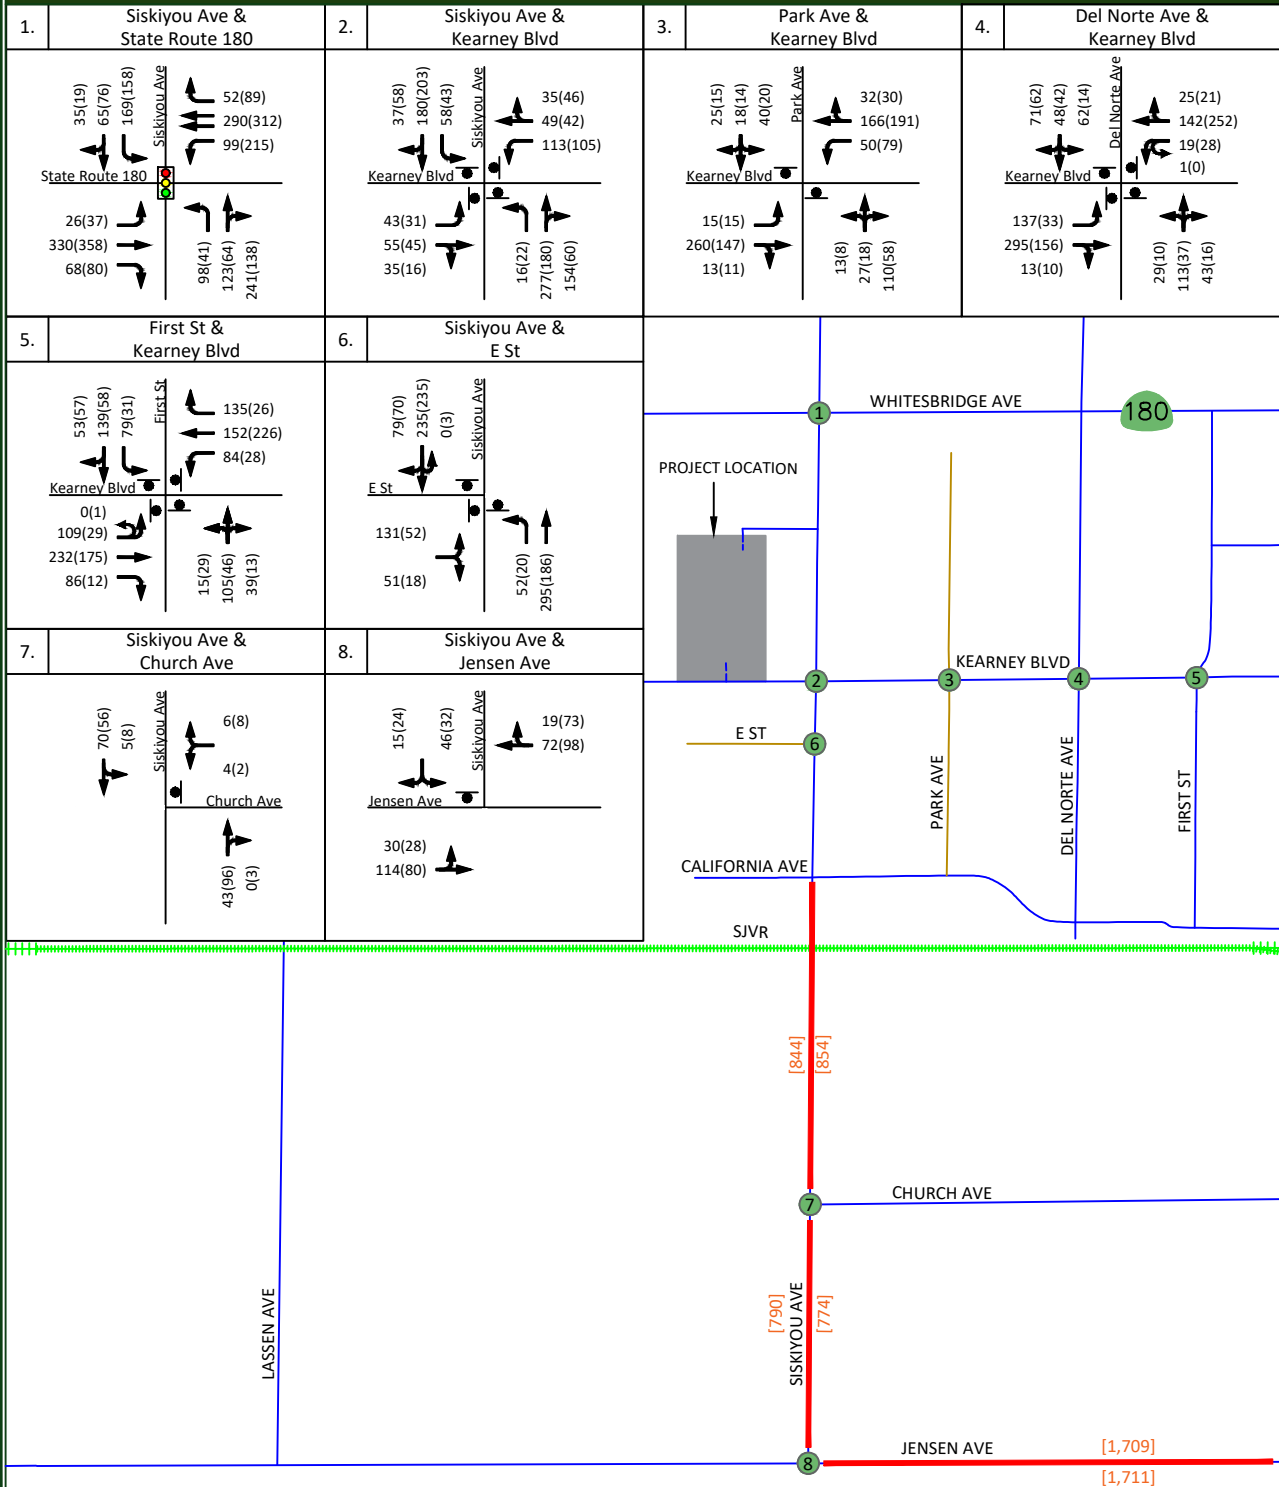 1.
Siskiyou Ave &
State Route 180
35(19)
65(76)
169(158)
Siskiyou Ave
52(89)
290(312)
99(215)
State Route 180
26(37)
330(358)
68(80)
98(41)
123(64)
241(138)
2.
Siskiyou Ave &
Kearney Blvd
37(58)
180(203)
58(43)
Siskiyou Ave
35(46)
49(42)
113(105)
Kearney Blvd
43(31)
55(45)
35(16)
16(22)
277(180)
154(60)
3.
Park Ave &
Kearney Blvd
25(15)
18(14)
40(20)
Park Ave
32(30)
166(191)
50(79)
Kearney Blvd
15(15)
260(147)
13(11)
13(8)
27(18)
110(58)
4.
Del Norte Ave &
Kearney Blvd
71(62)
48(42)
62(14)
Del Norte Ave
25(21)
142(252)
19(28)
1(0)
Kearney Blvd
137(33)
295(156)
13(10)
29(10)
113(37)
43(16)
5.
First St &
Kearney Blvd
53(57)
139(58)
79(31)
First St
135(26)
152(226)
84(28)
Kearney Blvd
0(1)
109(29)
232(175)
86(12)
15(29)
105(46)
39(13)
6.
Siskiyou Ave &
E St
79(70)
235(235)
0(3)
Siskiyou Ave
E St
131(52)
51(18)
52(20)
295(186)
7.
Siskiyou Ave &
Church Ave
70(56)
5(8)
Siskiyou Ave
6(8)
4(2)
Church Ave
43(96)
0(3)
8.
Siskiyou Ave &
Jensen Ave
15(24)
46(32)
Siskiyou Ave
19(73)
72(98)
Jensen Ave
30(28)
114(80)
1
WHITESBRIDGE AVE
180
PROJECT LOCATION
KEARNEY BLVD
2
3
4
5
E ST
6
PARK AVE
DEL NORTE AVE
FIRST ST
CALIFORNIA AVE
SJVR
[844]
[854]
7
CHURCH AVE
LASSEN AVE
[790]
SISKIYOU AVE
[774]
8
JENSEN AVE
[1,709]
[1,711]